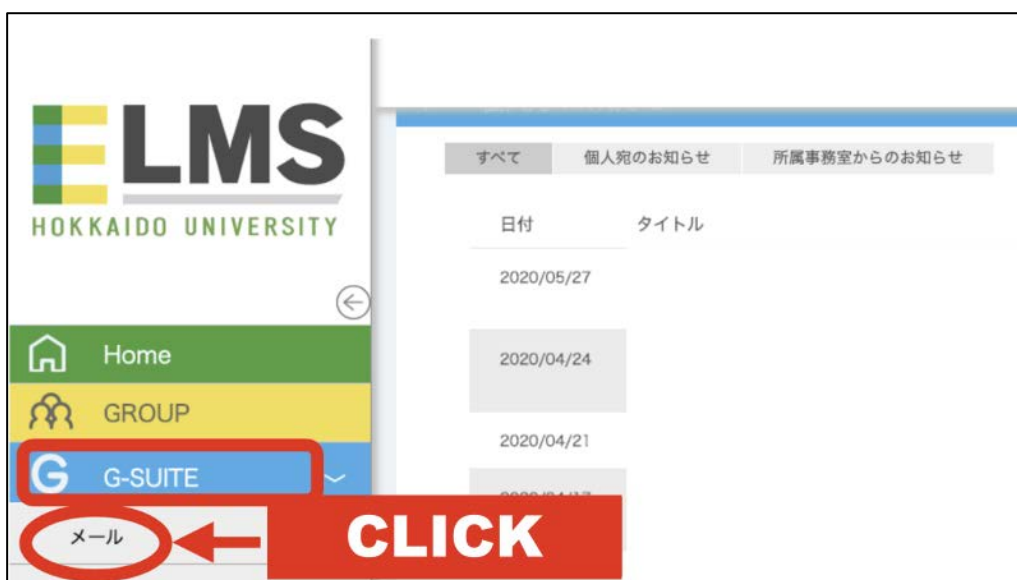 ELMS
HOKKAIDO UNIVERSITY
Home
GROUP
G-SUITE
メール
CLICK
すべて 個人宛のお知らせ 所属事務室からのお知らせ
日付 タイトル
2020/05/27
2020/04/24
2020/04/21